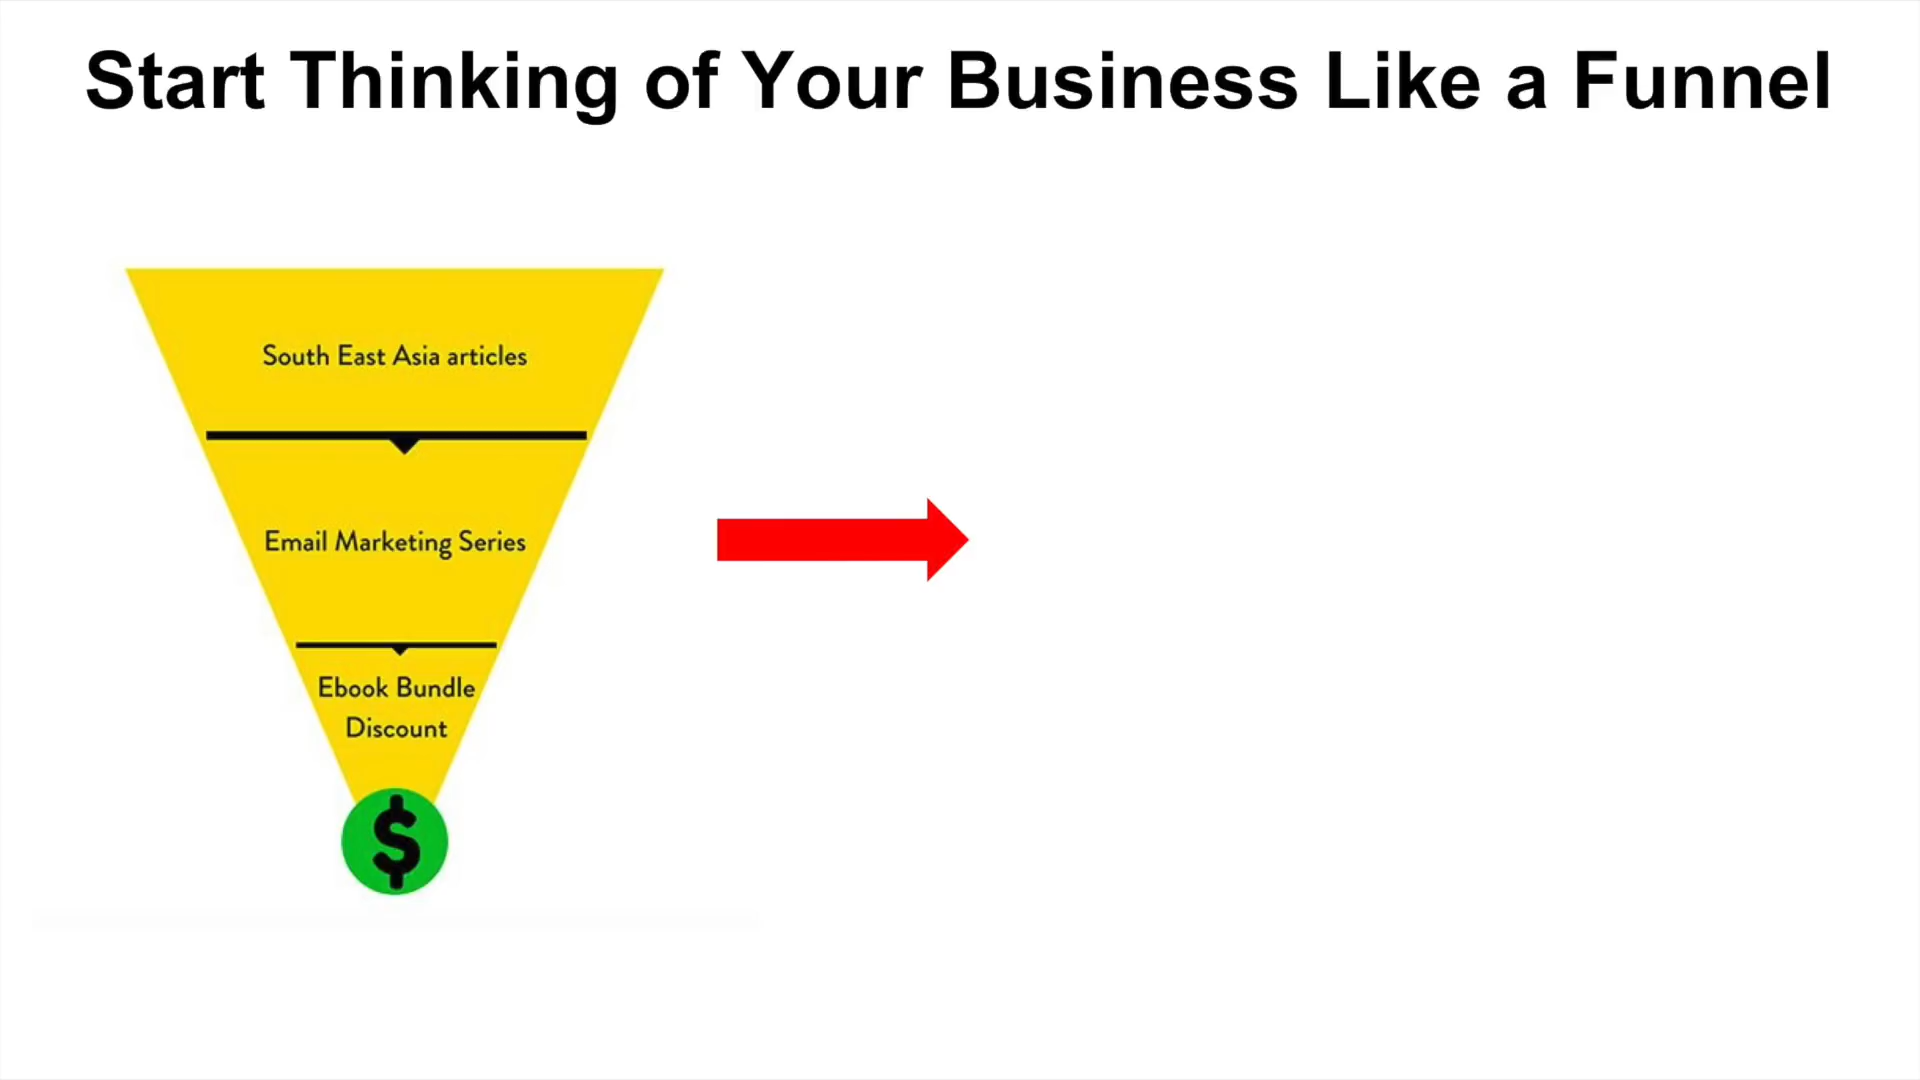 Start Thinking of Your Business Like a Funnel
South East Asia articles
Email Marketing Series
Ebook Bundle
Discount
$